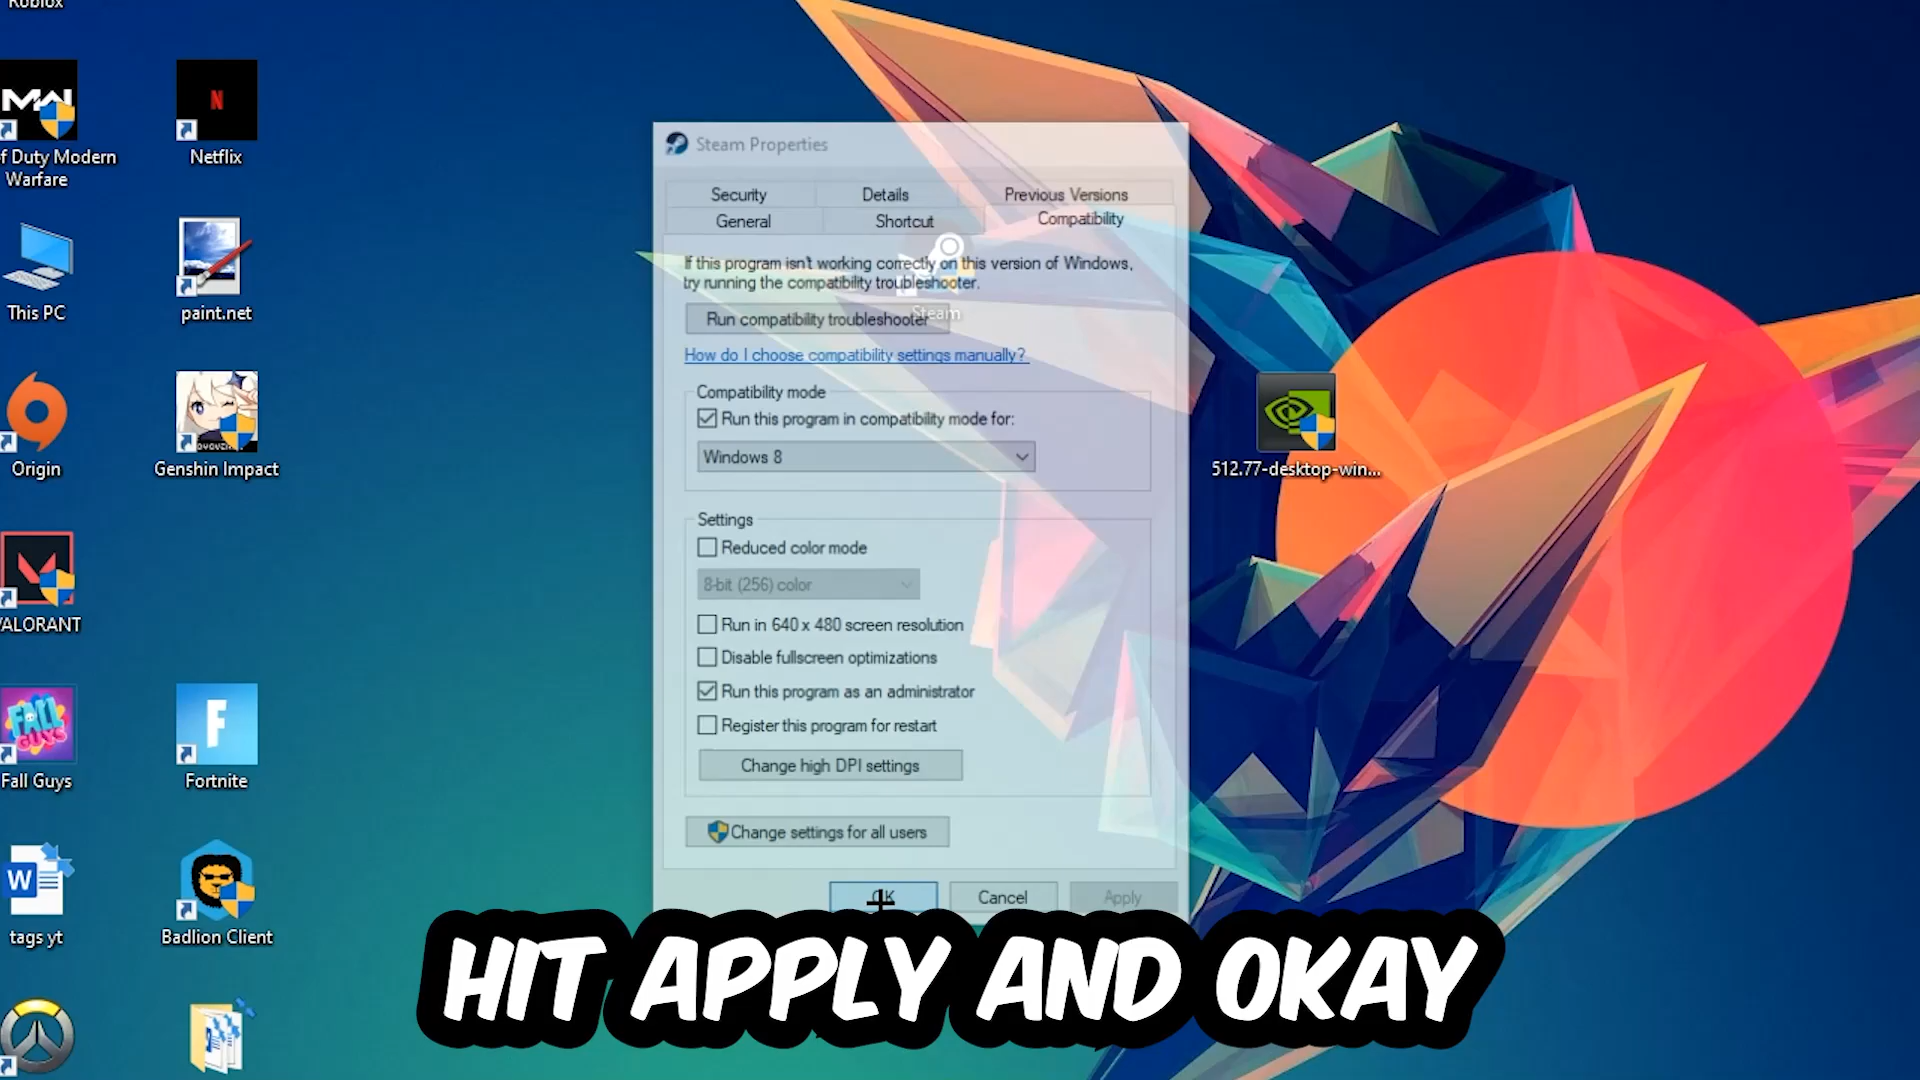 Roblox
f Duty Modern
Warfare
Netflix
This PC
paint.net
Origin
Genshin Impact
VALORANT
Fall Guys
Fortnite
tags yt
Badlion Client
Steam Properties
Security
Details
Previous Versions
General
Shortcut
Compatibility
If this program isn't working correctly on this version of Windows,
try running the compatibility troubleshooter.
Run compatibility troubleshooter
Steam
How do I choose compatibility settings manually?
Compatibility mode
Run this program in compatibility mode for:
Windows 8
Settings
Reduced color mode
8-bit (256) color
Run in 640 x 480 screen resolution
Disable fullscreen optimizations
Run this program as an administrator
Register this program for restart
Change high DPI settings
Change settings for all users
OK
Cancel
Apply
512.77-desktop-win...
HIT APPLY AND OKAY